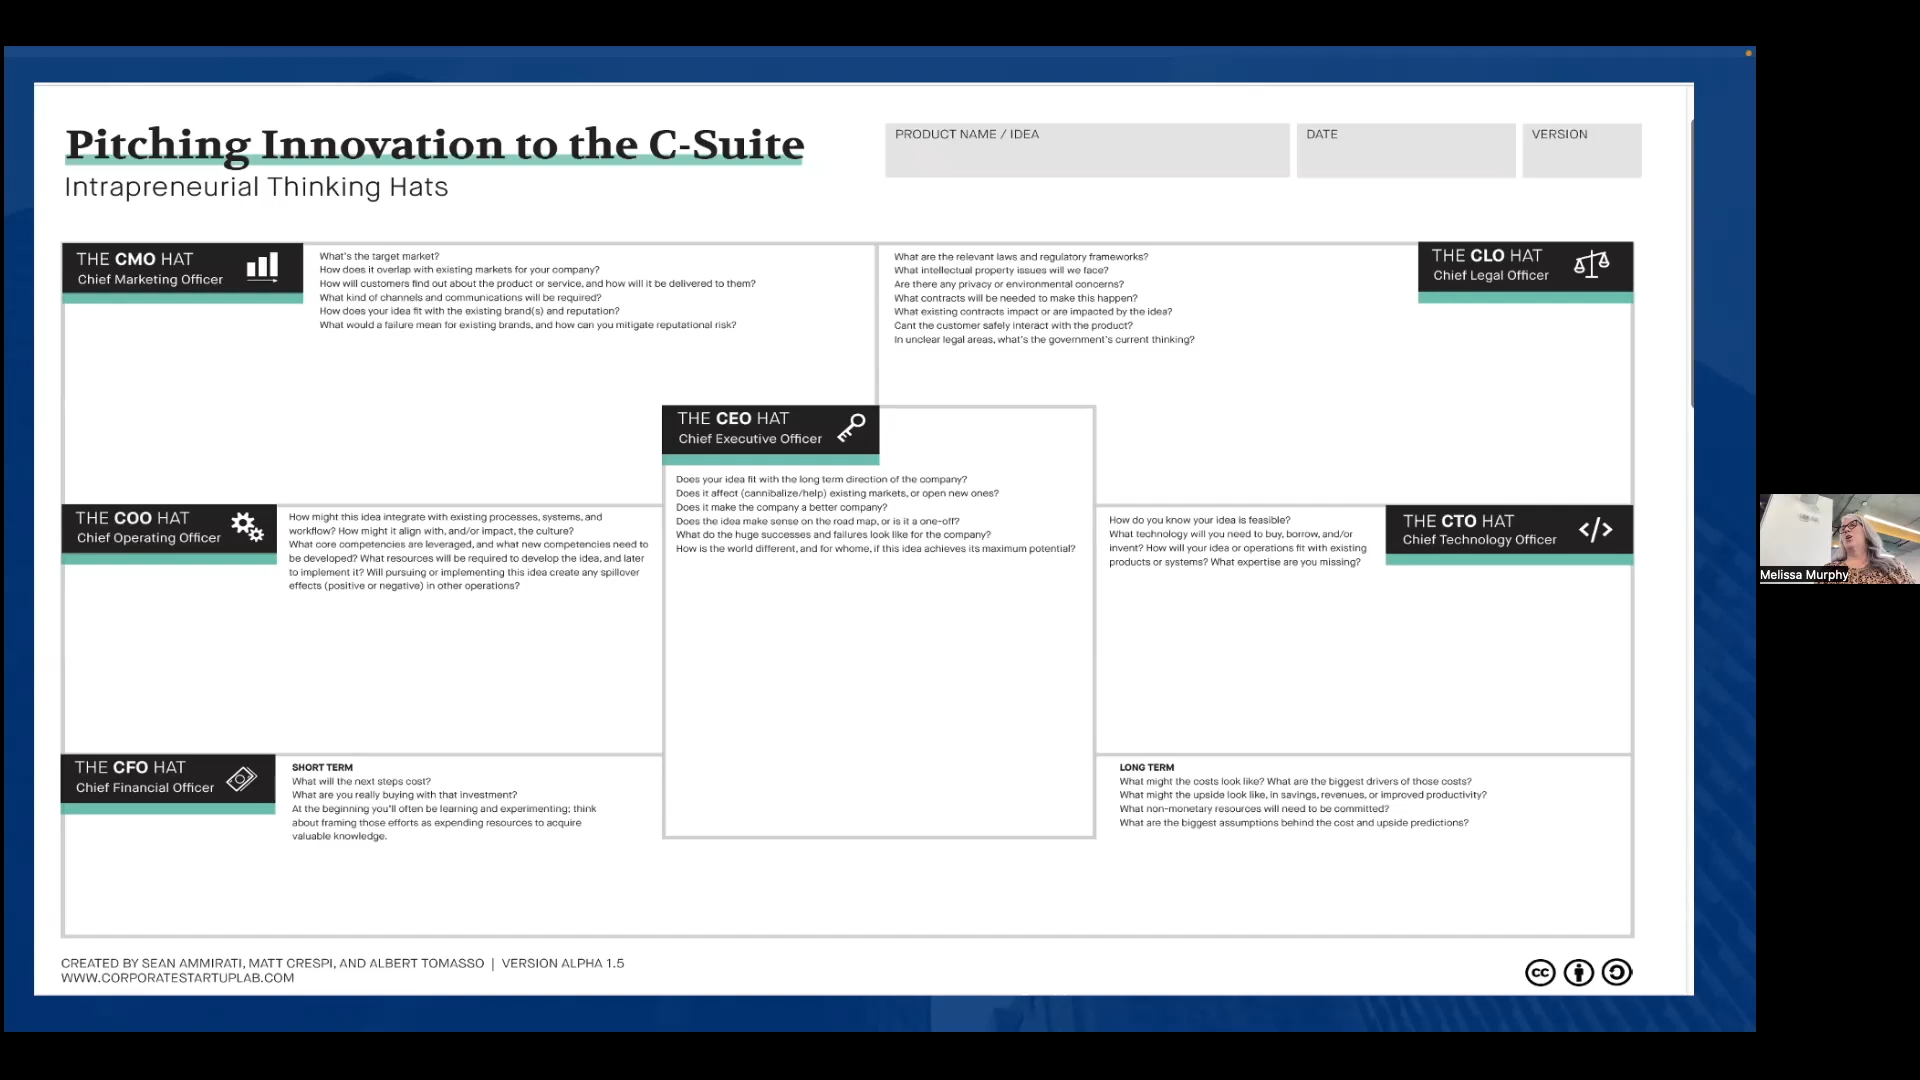 Pitching Innovation to the C-Suite
Intrapreneurial Thinking Hats
PRODUCT NAME / IDEA
DATE
VERSION
THE CMO HAT
Chief Marketing Officer
What's the target market?
How does it overlap with existing markets for your company?
How will customers find out about the product or service, and how will it be delivered to them?
What kind of channels and communications will be required?
How does your idea fit with the existing brand(s) and reputation?
What would a failure mean for existing brands, and how can you mitigate reputational risk?
What are the relevant laws and regulatory frameworks?
What intellectual property issues will we face?
Are there any privacy or environmental concerns?
What contracts will be needed to make this happen?
What existing contracts impact or are impacted by the idea?
Cant the customer safely interact with the product?
In unclear legal areas, what's the government's current thinking?
THE CLO HAT
Chief Legal Officer
THE CEO HAT
Chief Executive Officer
Does your idea fit with the long term direction of the company?
Does it affect (cannibalize/help) existing markets, or open new ones?
Does it make the company a better company?
Does the idea make sense on the road map, or is it a one-off?
What do the huge successes and failures look like for the company?
How is the world different, and for whome, if this idea achieves its maximum potential?
THE COO HAT
Chief Operating Officer
How might this idea integrate with existing processes, systems, and
workflow? How might it align with, and/or impact, the culture?
What core competencies are leveraged, and what new competencies need to
be developed? What resources will be required to develop the idea, and later
to implement it? Will pursuing or implementing this idea create any spillover
effects (positive or negative) in other operations?
How do you know your idea is feasible?
What technology will you need to buy, borrow, and/or
invent? How will your idea or operations fit with existing
products or systems? What expertise are you missing?
THE CTO HAT
Chief Technology Officer
</>
THE CFO HAT
Chief Financial Officer
SHORT TERM
What will the next steps cost?
What are you really buying with that investment?
At the beginning you'll often be learning and experimenting; think
about framing those efforts as expending resources to acquire
valuable knowledge.
LONG TERM
What might the costs look like? What are the biggest drivers of those costs?
What might the upside look like, in savings, revenues, or improved productivity?
What non-monetary resources will need to be committed?
What are the biggest assumptions behind the cost and upside predictions?
CREATED BY SEAN AMMIRATI, MATT CRESPI, AND ALBERT TOMASSO | VERSION ALPHA 1.5
WWW.CORPORATESTARTUPLAB.COM
cc
Melissa Murphy